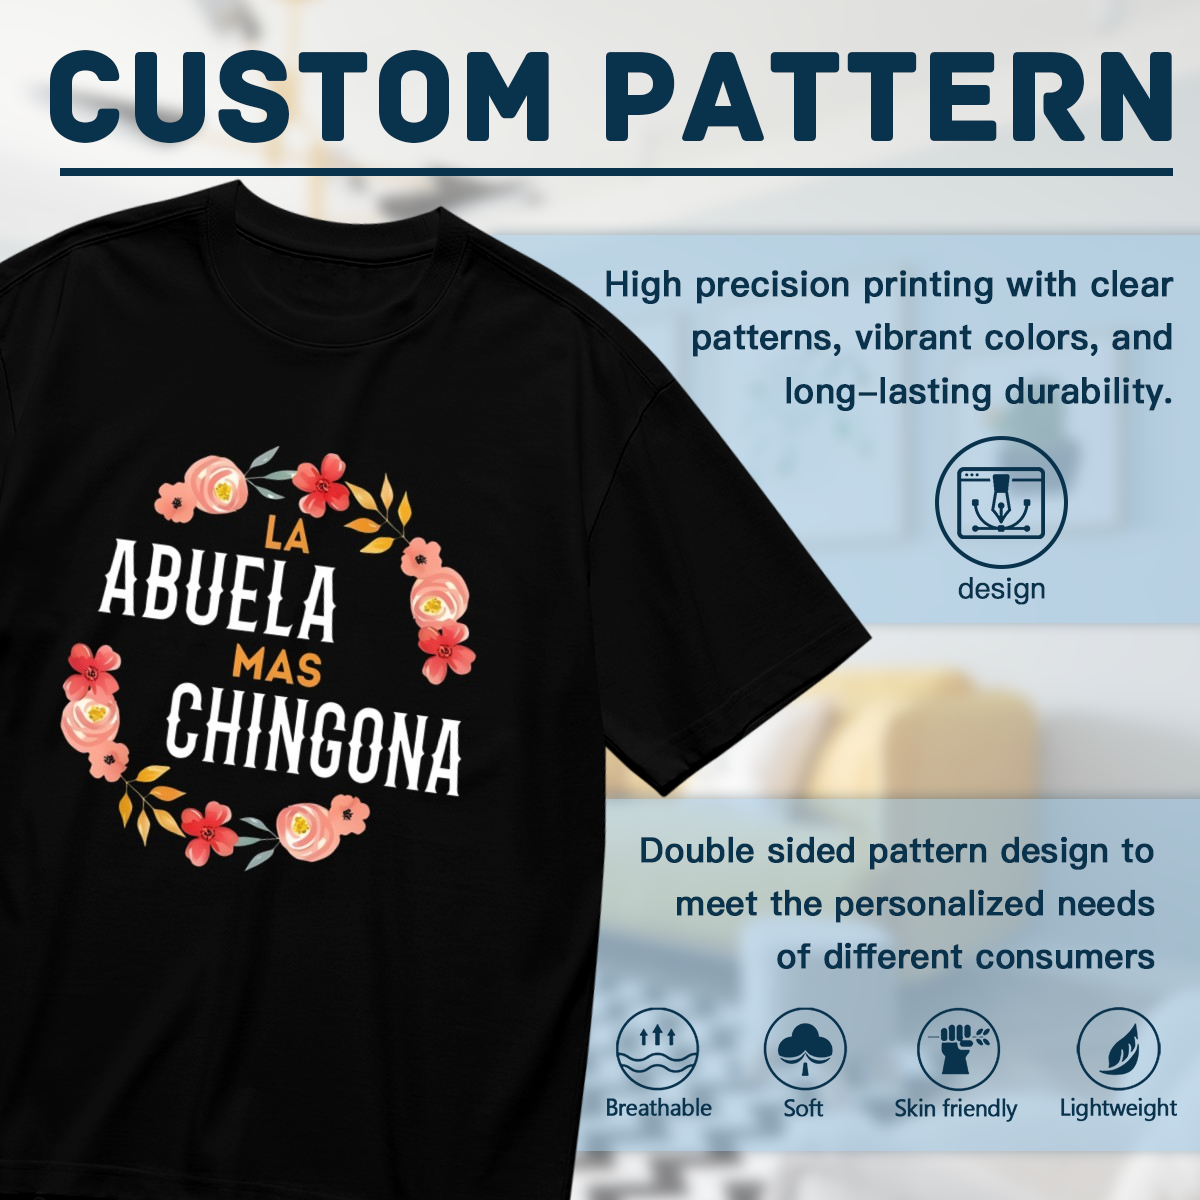 CUSTOM PATTERN
High precision printing with clear
patterns, vibrant colors, and
long-lasting durability.
design
LA
ABUELA
MAS
CHINGONA
Double sided pattern design to
meet the personalized needs
of different consumers
Breathable
Soft
Skin friendly
Lightweight